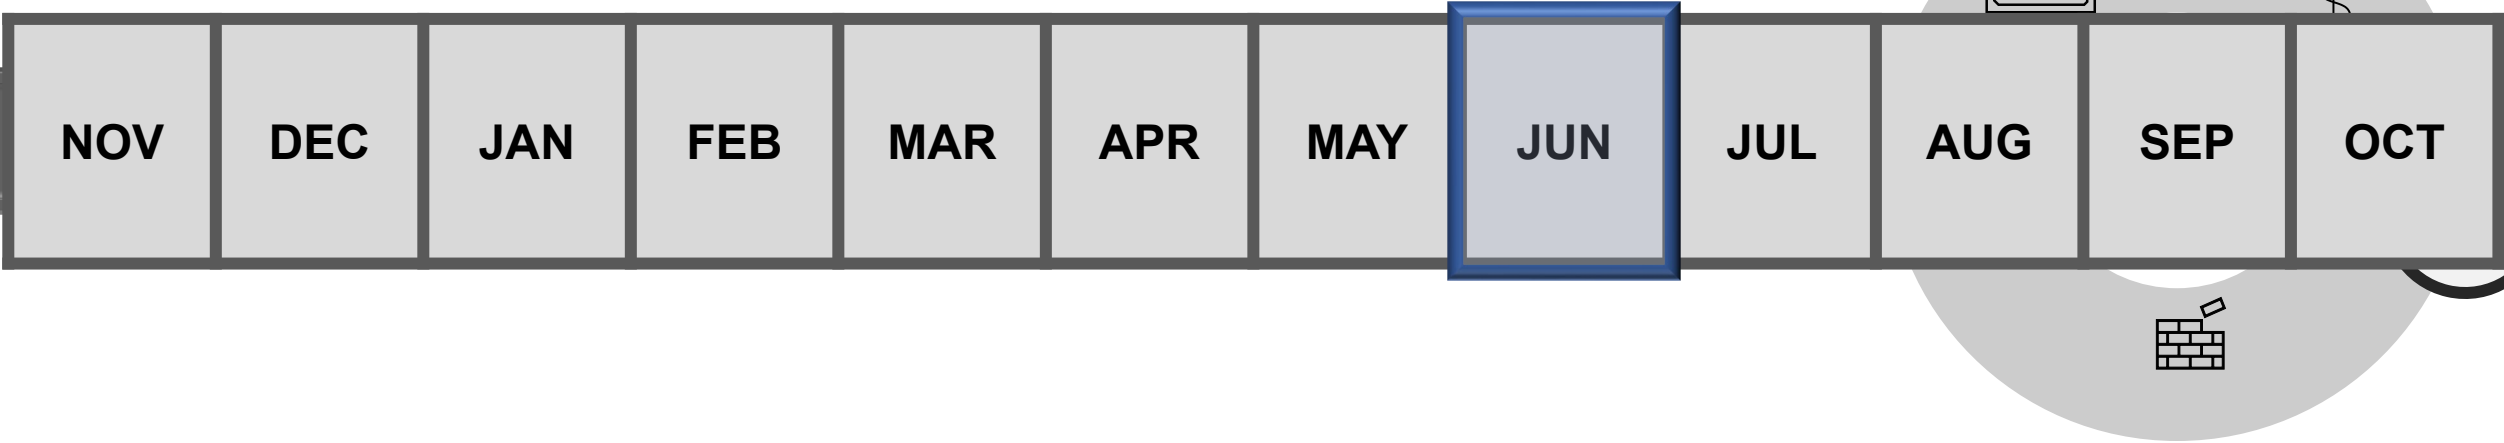 NOV DEC JAN FEB MAR APR MAY JUN JUL AUG SEP OCT